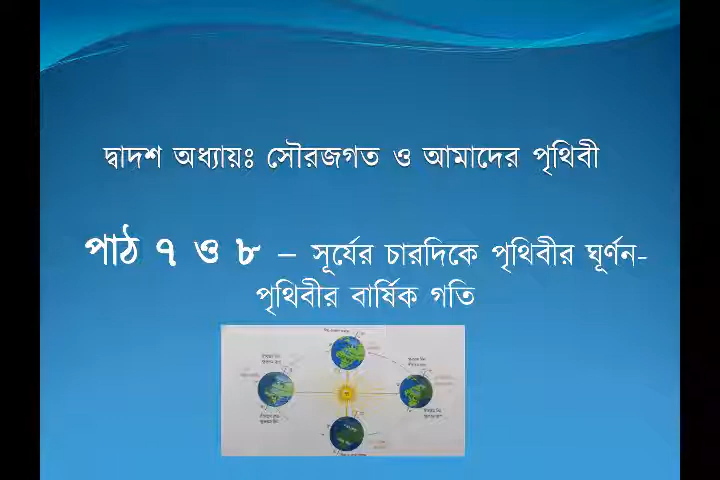 দ্বাদশ অধ্যায়ঃ সৌরজগত ও আমাদের পৃথিবী
পাঠ ৭ ও ৮ – সূর্যের চারদিকে পৃথিবীর ঘূর্ণন-
পৃথিবীর বার্ষিক গতি